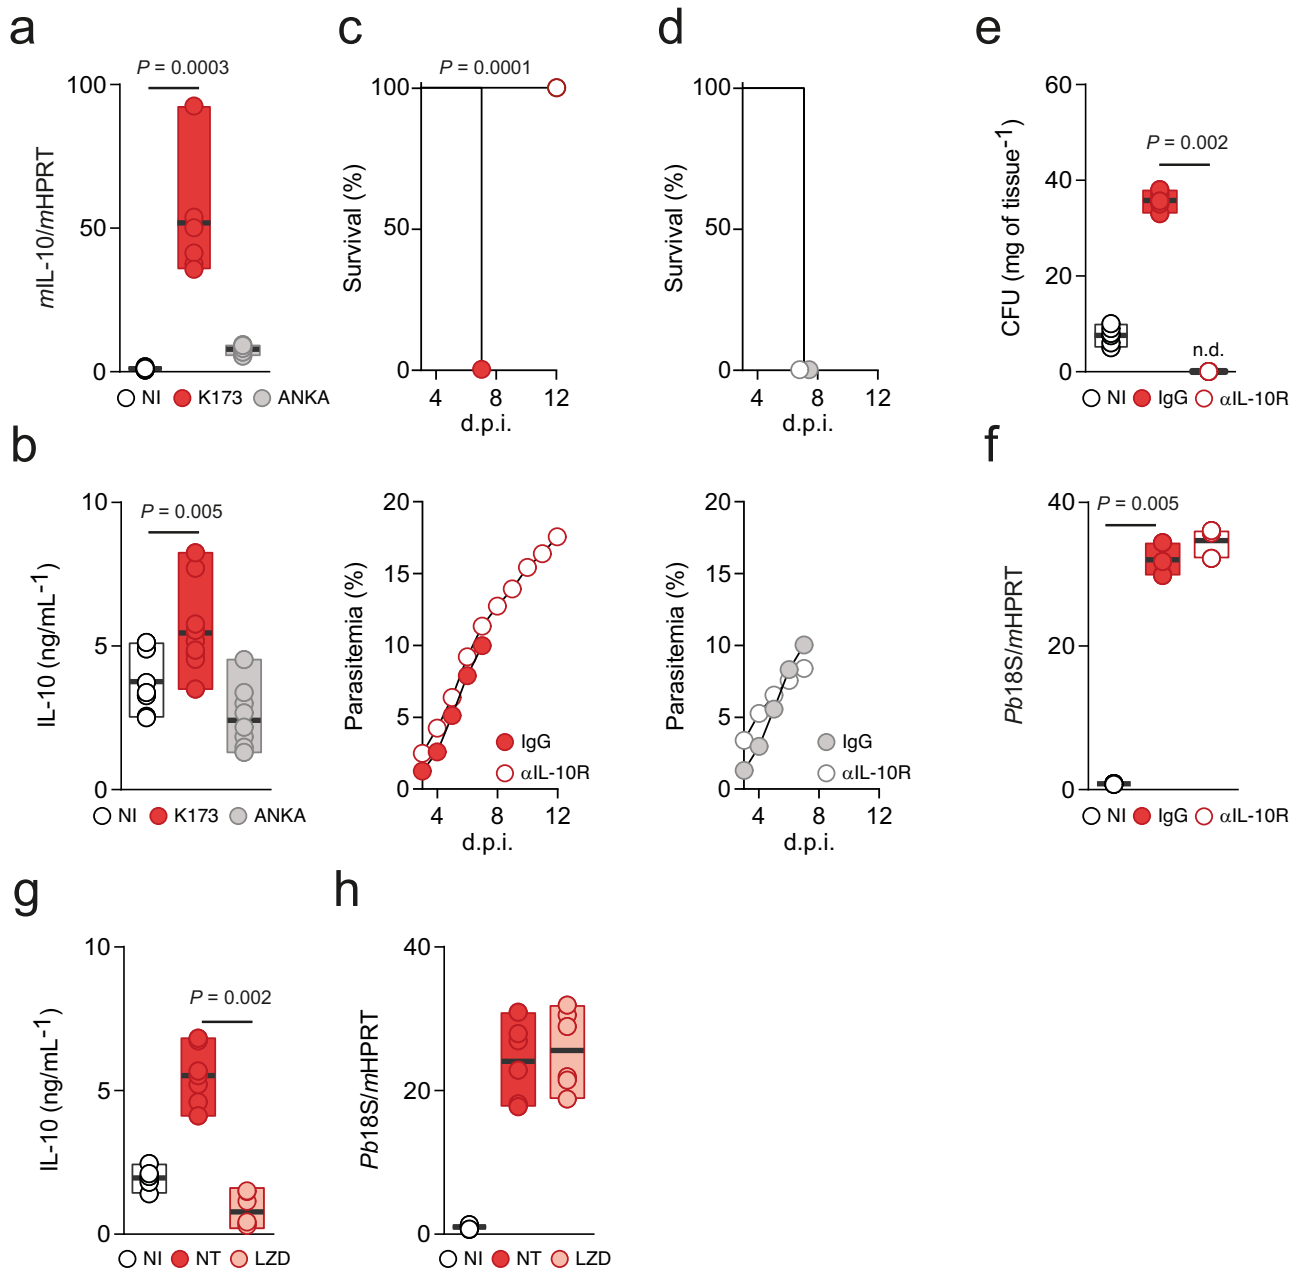 a
P = 0.0003
100
50
0
mIL-10/mHPRT
NI K173 ANKA
c
P = 0.0001
100
50
0
Survival (%)
4 8 12
d.p.i.
d
100
50
0
Survival (%)
4 8 12
d.p.i.
e
60
40
20
0
CFU (mg of tissue-1)
P = 0.002
n.d.
NI IgG αIL-10R
b
10
5
0
IL-10 (ng/mL-1)
P = 0.005
NI K173 ANKA
20
15
10
5
0
Parasitemia (%)
IgG
αIL-10R
4 8 12
d.p.i.
20
15
10
5
0
Parasitemia (%)
IgG
αIL-10R
4 8 12
d.p.i.
f
40
20
0
Pb18S/mHPRT
P = 0.005
NI IgG αIL-10R
g
10
5
0
IL-10 (ng/mL-1)
P = 0.002
NI NT LZD
h
40
20
0
Pb18S/mHPRT
NI NT LZD